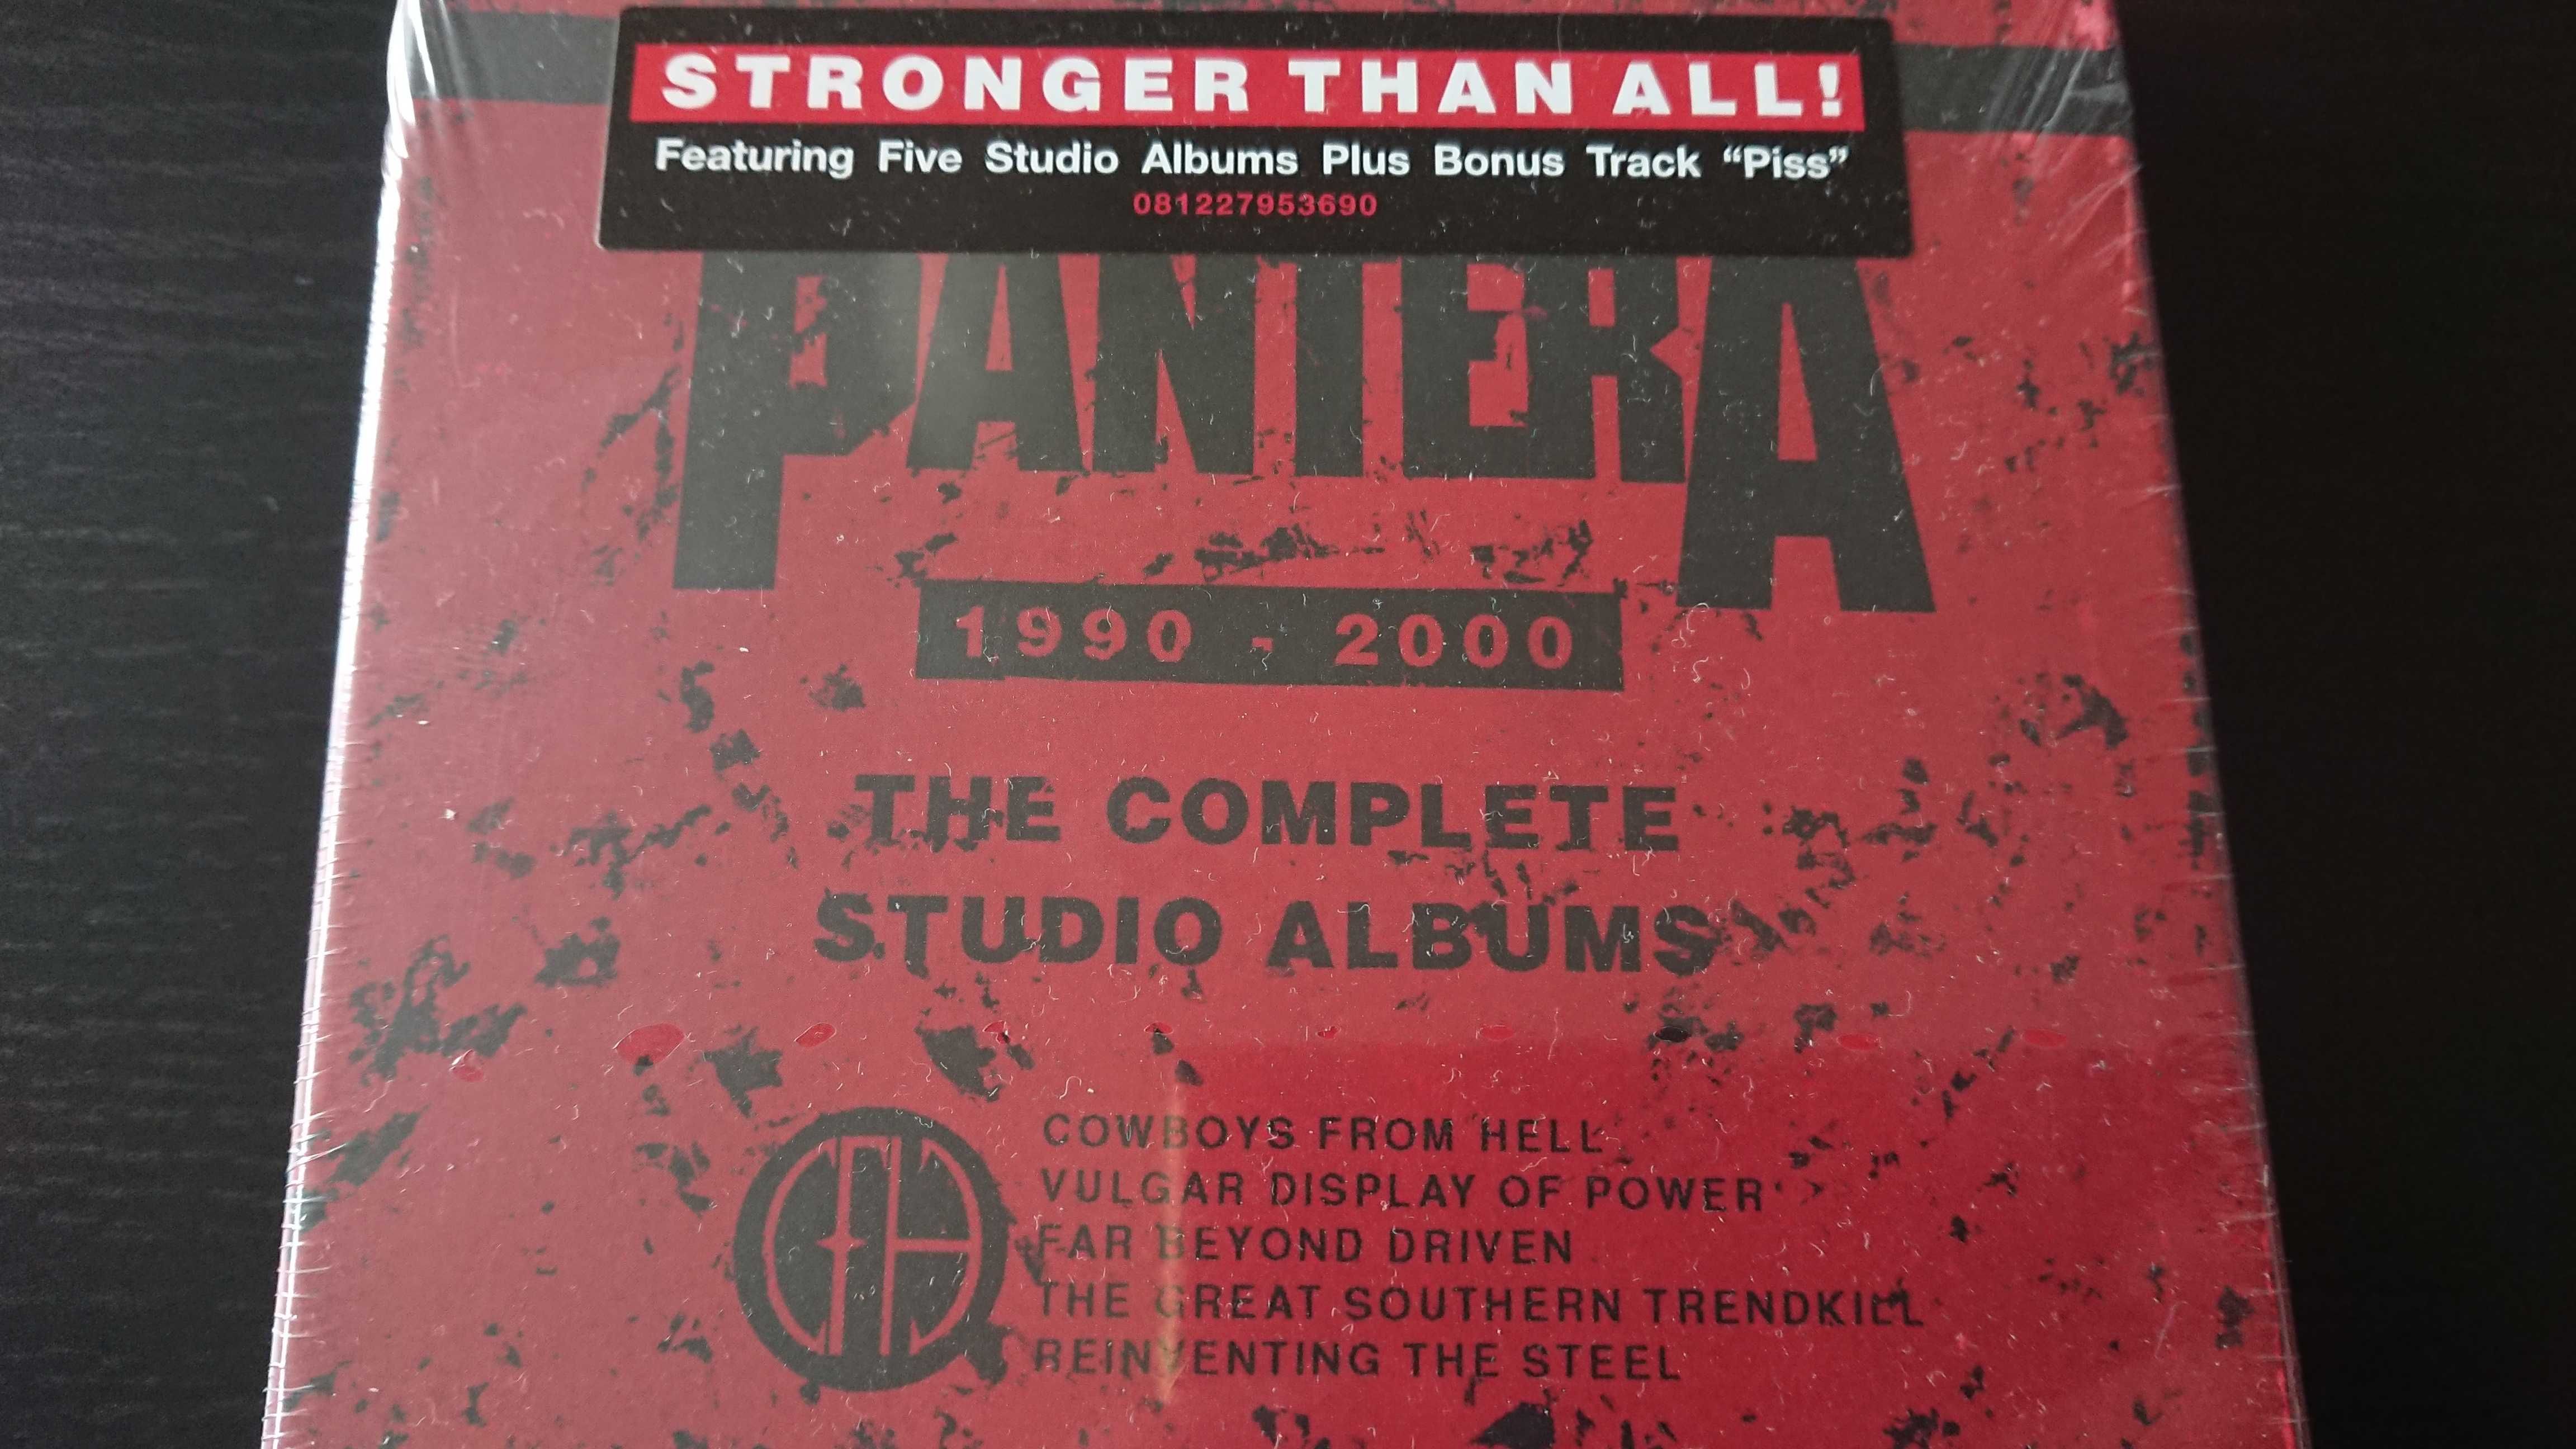 STRONGER THAN ALL!
Featuring Five Studio Albums Plus Bonus Track “Piss”
081227953690
PANTERA
1990 - 2000
THE COMPLETE
STUDIO ALBUMS
CFH
COWBOYS FROM HELL
VULGAR DISPLAY OF POWER
FAR BEYOND DRIVEN
THE GREAT SOUTHERN TRENDKILL
REINVENTING THE STEEL